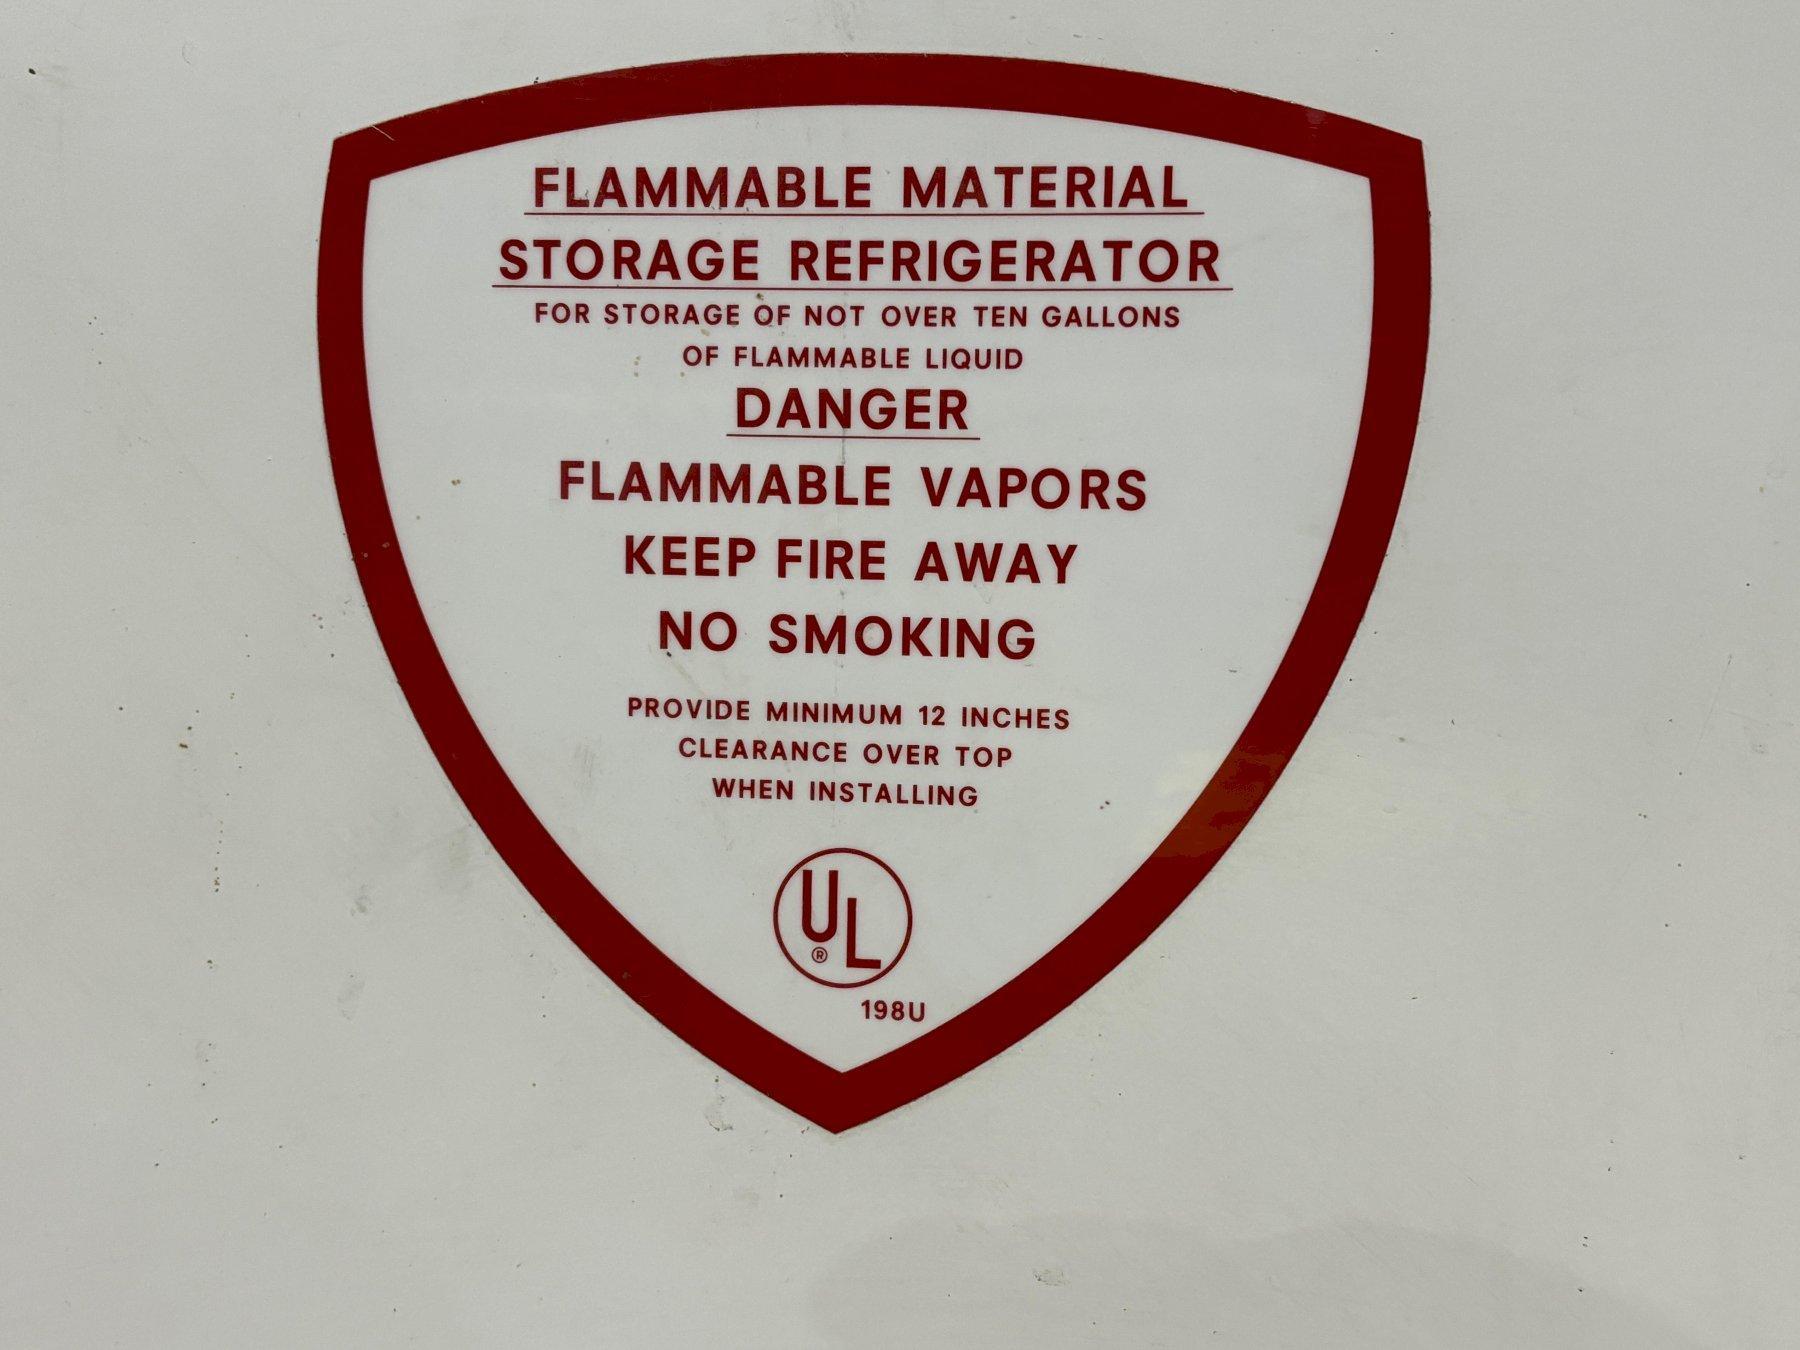 FLAMMABLE MATERIAL
STORAGE REFRIGERATOR
FOR STORAGE OF NOT OVER TEN GALLONS
OF FLAMMABLE LIQUID
DANGER
FLAMMABLE VAPORS
KEEP FIRE AWAY
NO SMOKING
PROVIDE MINIMUM 12 INCHES
CLEARANCE OVER TOP
WHEN INSTALLING
UL
®
198U